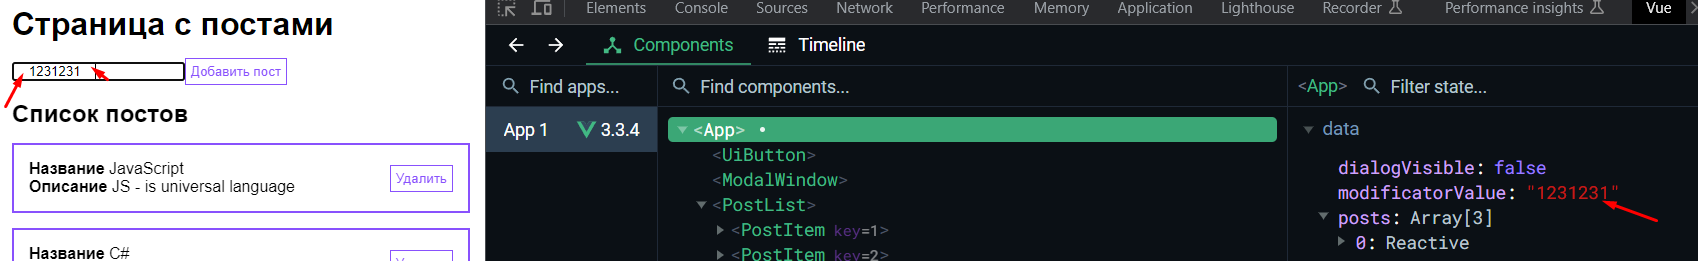 Страница с постами
1231231
Добавить пост
Список постов
Название JavaScript
Описание JS - is universal language
Удалить
Название C#
Elements Console Sources Network Performance Memory Application Lighthouse Recorder Performance insights Vue
Components Timeline
Find apps...
App 1 3.3.4
Find components...
<App> •
<UiButton>
<ModalWindow>
<PostList>
<PostItem key=1>
<PostItem key=2>
<App> Filter state...
data
dialogVisible: false
modificatorValue: "1231231"
posts: Array[3]
0: Reactive